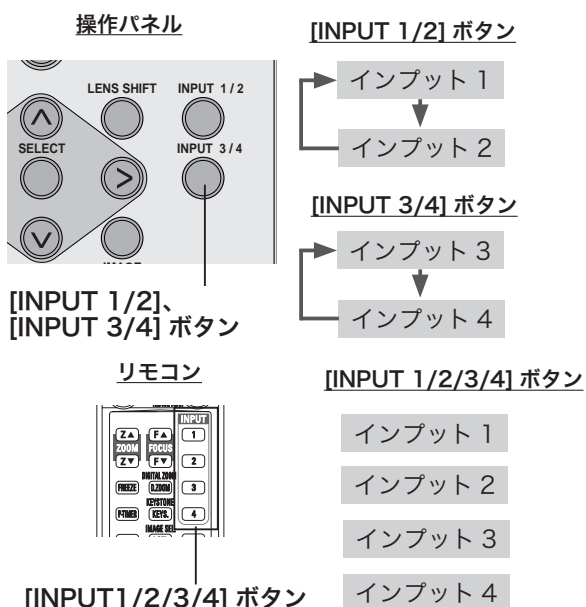 操作パネル
LENS SHIFT
INPUT 1 / 2
SELECT
INPUT 3 / 4
[INPUT 1/2]、
[INPUT 3/4] ボタン
[INPUT 1/2] ボタン
インプット 1
インプット 2
[INPUT 3/4] ボタン
インプット 3
インプット 4
リモコン
INPUT
Z▲
F▲
1
ZOOM
FOCUS
Z▼
F▼
2
DIGITAL ZOOM
FREEZE
D.ZOOM
3
KEYSTONE
P-TIMER
KEYS.
4
IMAGE SEL
[INPUT1/2/3/4] ボタン
[INPUT 1/2/3/4] ボタン
インプット 1
インプット 2
インプット 3
インプット 4